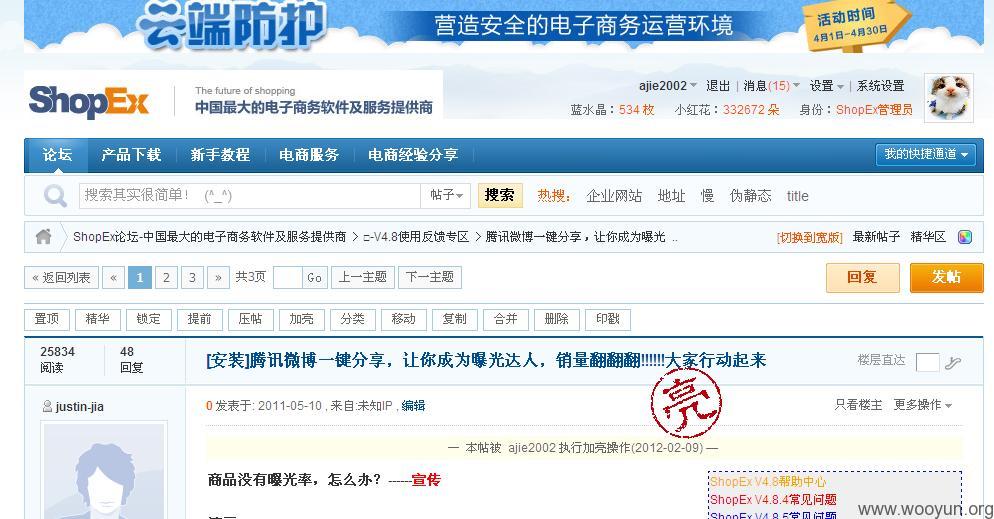 云端防护
营造安全的电子商务运营环境
活动时间
4月1日—4月30日
ShopEx
The future of shopping
中国最大的电子商务软件及服务提供商
ajie2002 退出 | 消息(15) 设置 | 系统设置
蓝水晶：534 枚 小红花：332672 朵 身份：ShopEx管理员
论坛 产品下载 新手教程 电商服务 电商经验分享 我的快捷通道
搜索其实很简单！ (^_^) 帖子 搜索 热搜： 企业网站 地址 慢 伪静态 title
ShopEx论坛-中国最大的电子商务软件及服务提供商 > □-V4.8使用反馈专区 > 腾讯微博一键分享，让你成为曝光 .. [切换到宽版] 最新帖子 精华区
« 返回列表 « 1 2 3 » 共3页 Go 上一主题 下一主题 回复 发帖
置顶 精华 锁定 提前 压帖 加亮 分类 移动 复制 合并 删除 印戳
25834 阅读 48 回复 [安装]腾讯微博一键分享，让你成为曝光达人，销量翻翻翻!!!!!!大家行动起来 楼层直达
亮
justin-jia 0 发表于: 2011-05-10 , 来自:未知IP , 编辑 只看楼主 更多操作
— 本帖被 ajie2002 执行加亮操作(2012-02-09) —
商品没有曝光率，怎么办？------宣传
ShopEx V4.8帮助中心
ShopEx V4.8.4常见问题
ShopEx V4.8.5常见问题
www.wooyun.org